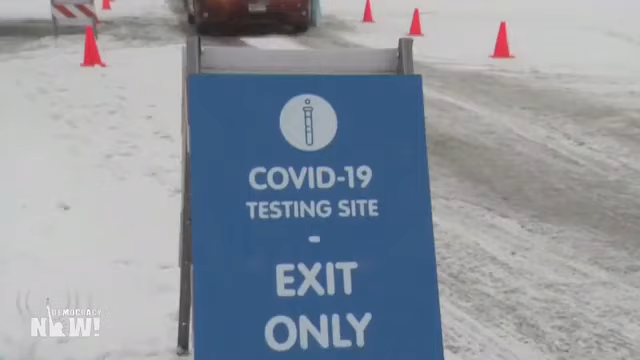 COVID-19
TESTING SITE
-
EXIT
ONLY
DEMOCRACY
NOW!